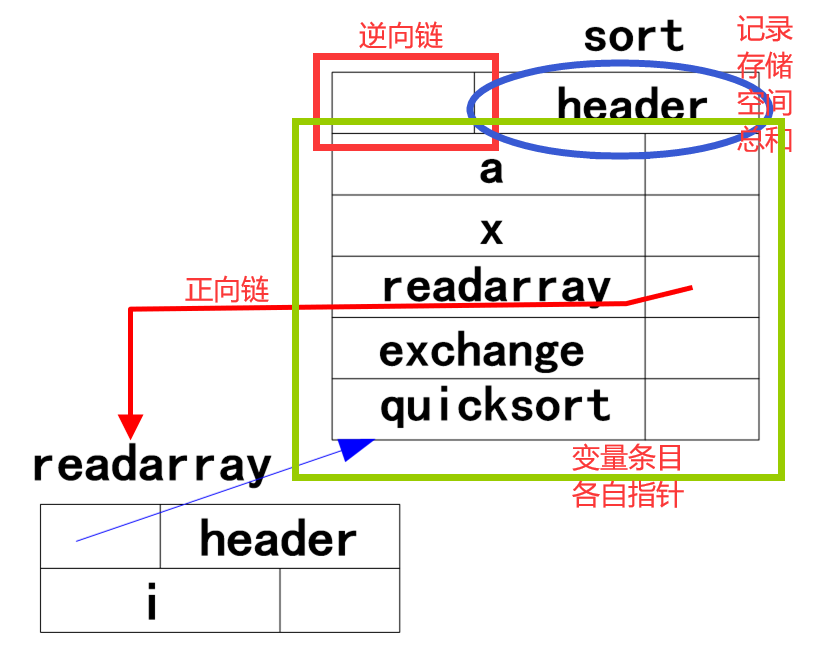 逆向链
sort
记录
存储
空间
总和
header
a
x
正向链
readarray
exchange
quicksort
变量条目
各自指针
readarray
header
i